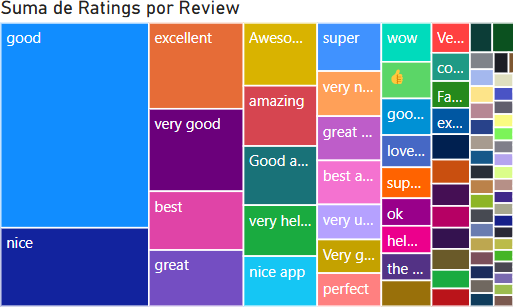 Suma de Ratings por Review
good
nice
excellent
very good
best
great
Aweso...
amazing
Good a...
very hel...
nice app
super
very n...
great ...
best a...
very u...
Very g...
perfect
wow
👍
goo...
love...
sup...
ok
hel...
the ...
Ve...
co...
Fa...
ex...